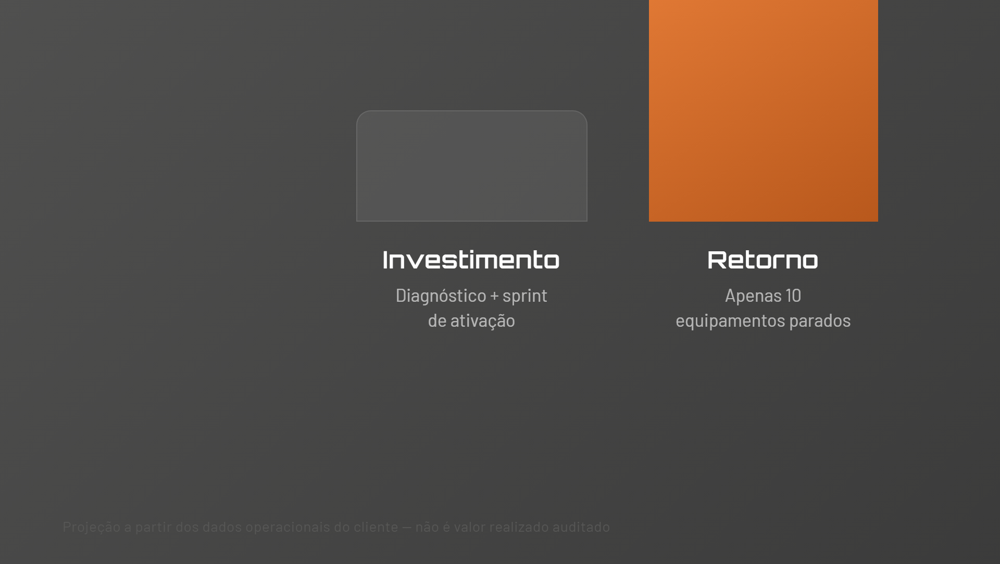 Investimento
Diagnóstico + sprint
de ativação
Retorno
Apenas 10
equipamentos parados
Projeção a partir dos dados operacionais do cliente — não é valor realizado auditado